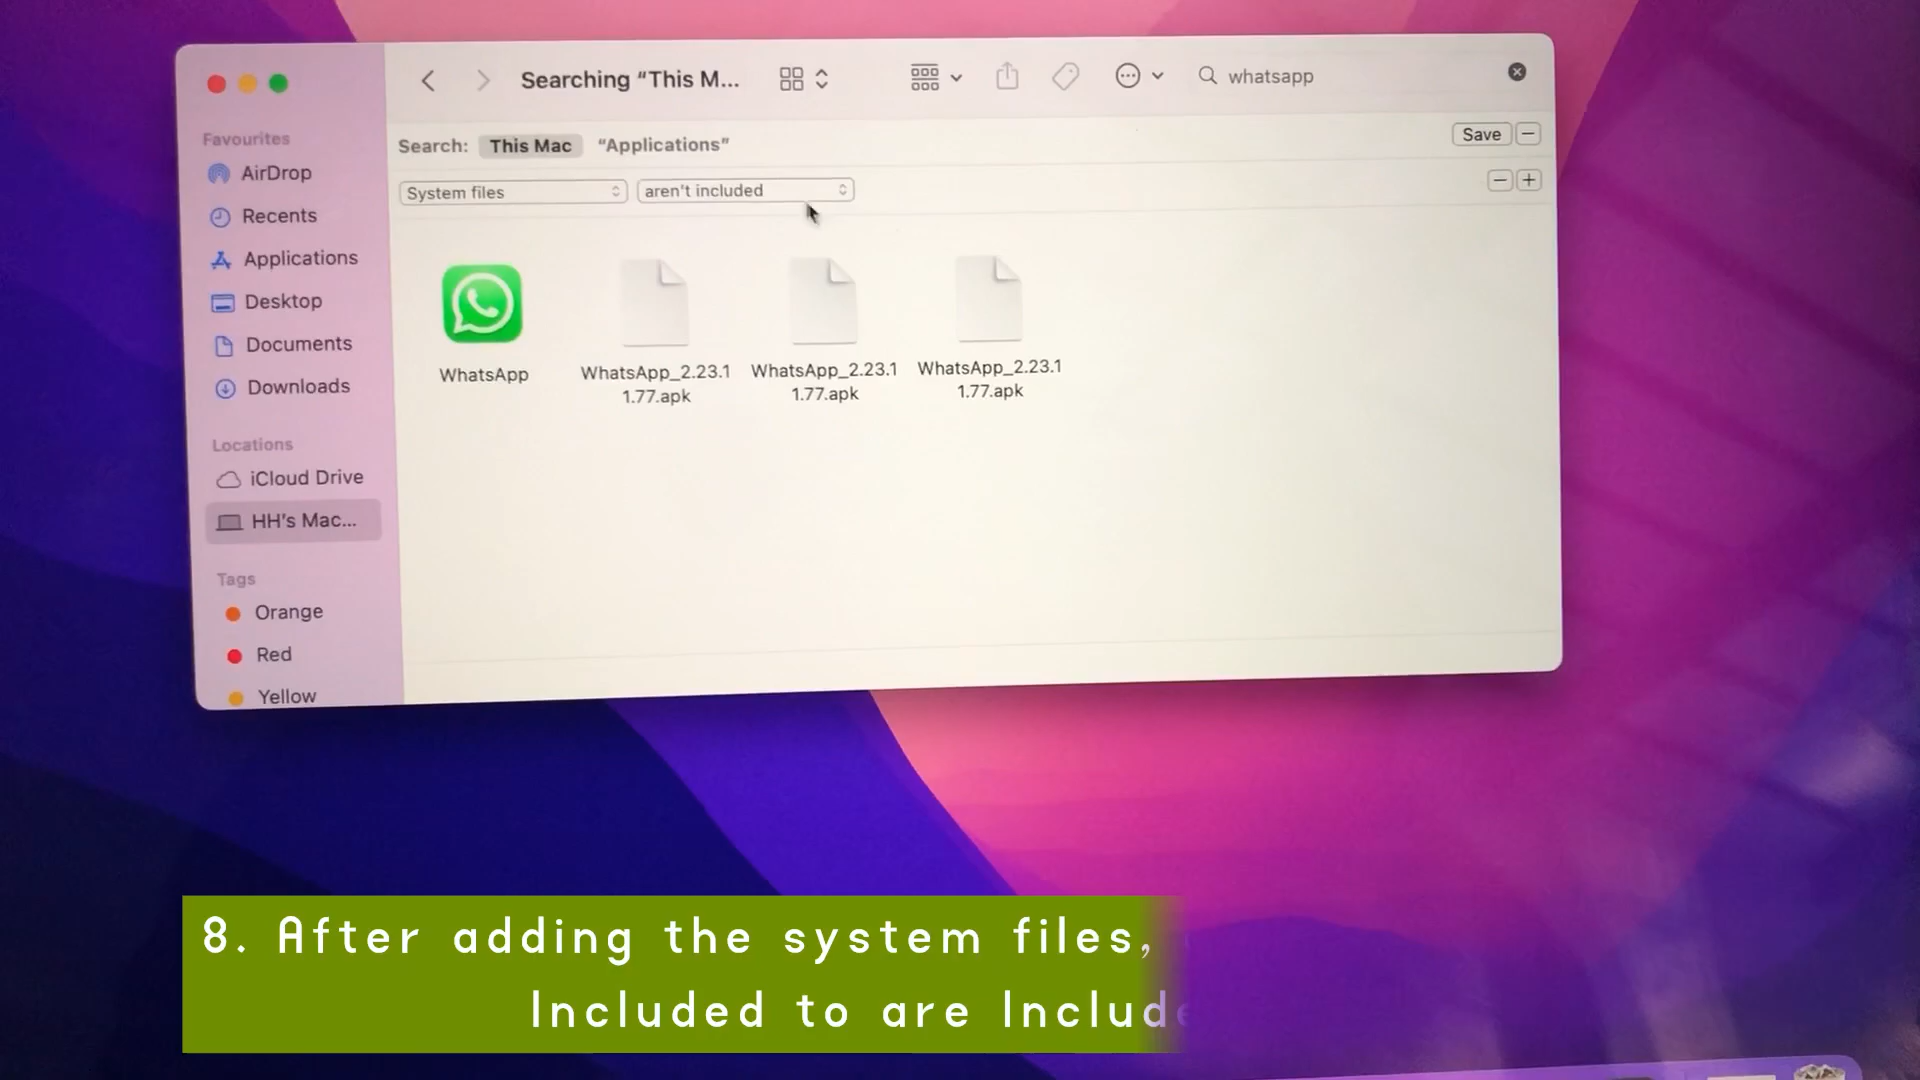 Searching “This M...
whatsapp
Favourites
AirDrop
Recents
Applications
Desktop
Documents
Downloads
Locations
iCloud Drive
HH's Mac...
Tags
Orange
Red
Yellow
Search: This Mac “Applications”
Save
System files aren't included
WhatsApp
WhatsApp_2.23.1
1.77.apk
WhatsApp_2.23.1
1.77.apk
WhatsApp_2.23.1
1.77.apk
8. After adding the system files,
Included to are Include